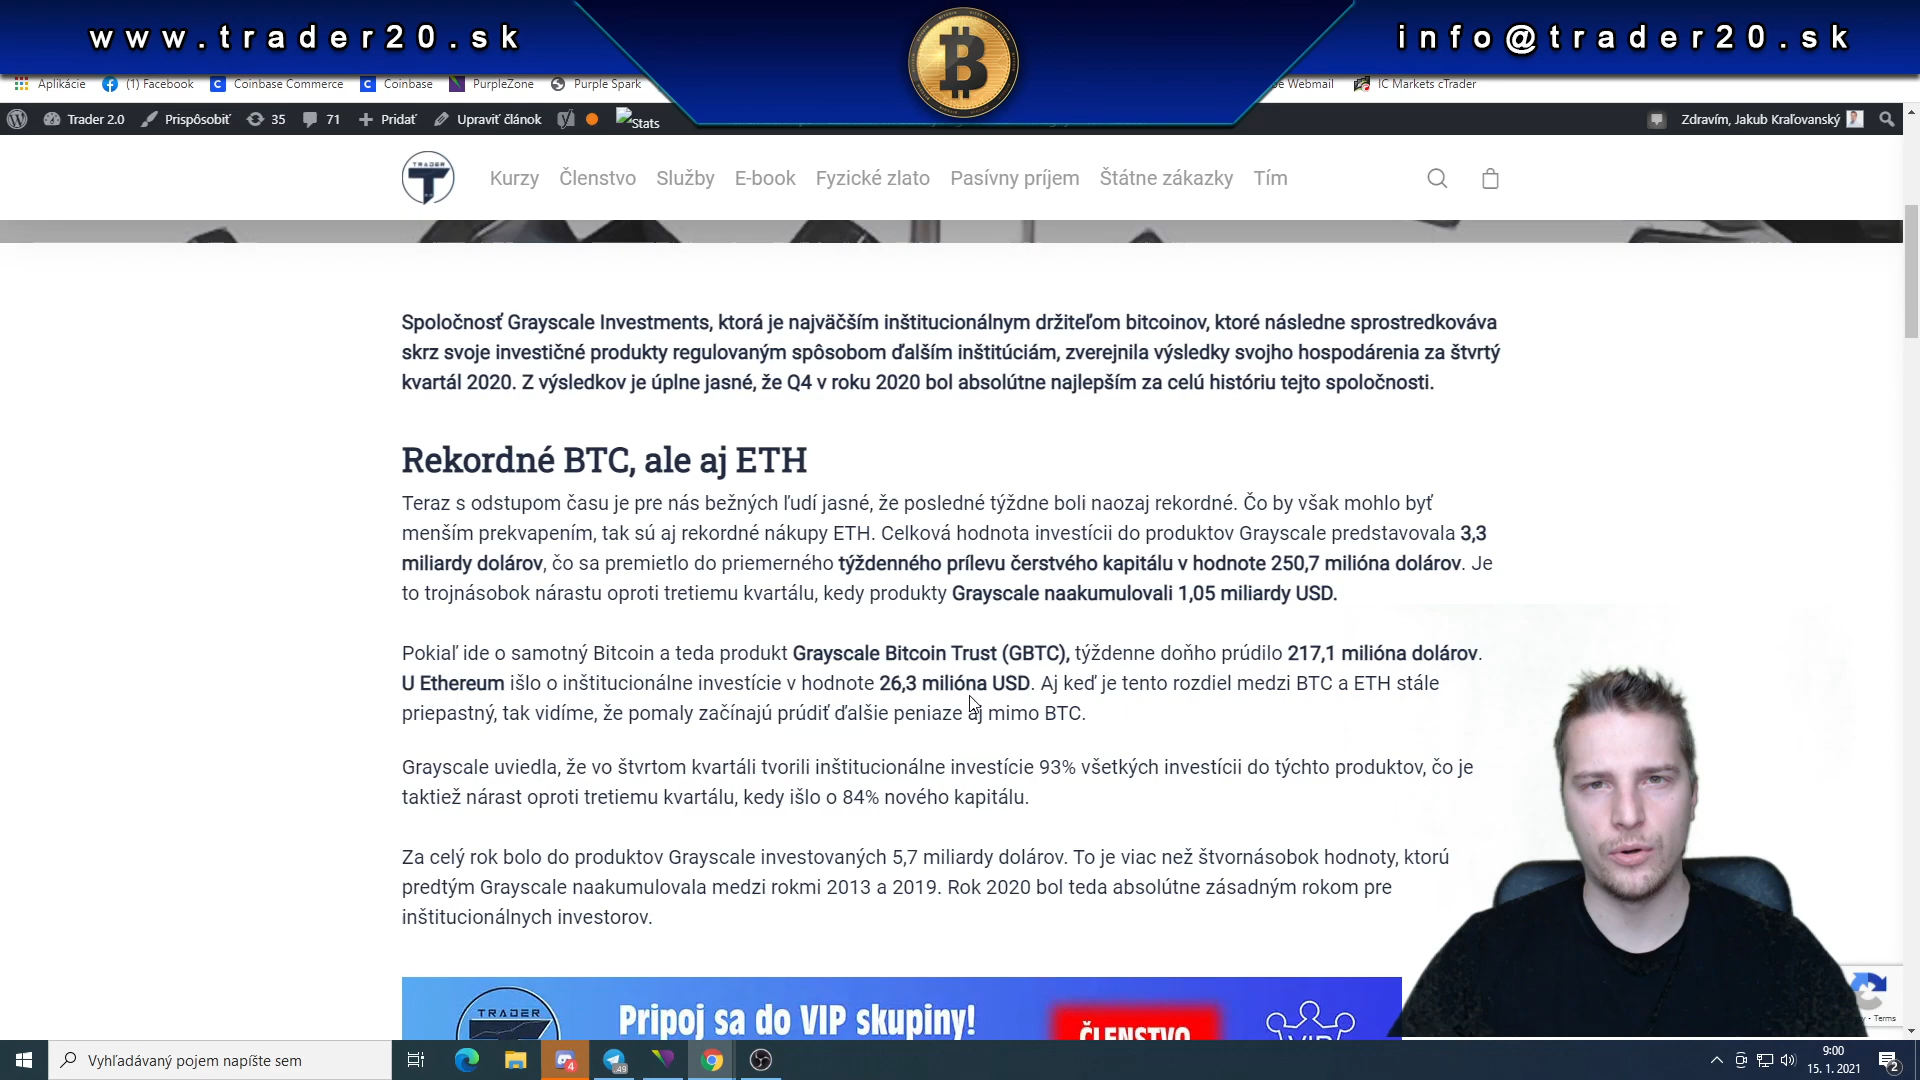 www.trader20.sk
info@trader20.sk
Aplikácie
(1) Facebook
Coinbase Commerce
Coinbase
PurpleZone
Purple Spark
Webmail
IC Markets cTrader
Trader 2.0
Prispôsobiť
35
71
Pridať
Upraviť článok
Stats
Zdravím, Jakub Kraľovanský
TRADER
Kurzy
Členstvo
Služby
E-book
Fyzické zlato
Pasívny príjem
Štátne zákazky
Tím
Spoločnosť Grayscale Investments, ktorá je najväčším inštitucionálnym držiteľom bitcoinov, ktoré následne sprostredkováva
skrz svoje investičné produkty regulovaným spôsobom ďalším inštitúciám, zverejnila výsledky svojho hospodárenia za štvrtý
kvartál 2020. Z výsledkov je úplne jasné, že Q4 v roku 2020 bol absolútne najlepším za celú históriu tejto spoločnosti.
Rekordné BTC, ale aj ETH
Teraz s odstupom času je pre nás bežných ľudí jasné, že posledné týždne boli naozaj rekordné. Čo by však mohlo byť
menším prekvapením, tak sú aj rekordné nákupy ETH. Celková hodnota investícii do produktov Grayscale predstavovala 3,3
miliardy dolárov, čo sa premietlo do priemerného týždenného prílevu čerstvého kapitálu v hodnote 250,7 milióna dolárov. Je
to trojnásobok nárastu oproti tretiemu kvartálu, kedy produkty Grayscale naakumulovali 1,05 miliardy USD.
Pokiaľ ide o samotný Bitcoin a teda produkt Grayscale Bitcoin Trust (GBTC), týždenne doňho prúdilo 217,1 milióna dolárov.
U Ethereum išlo o inštitucionálne investície v hodnote 26,3 milióna USD. Aj keď je tento rozdiel medzi BTC a ETH stále
priepastný, tak vidíme, že pomaly začínajú prúdiť ďalšie peniaze aj mimo BTC.
Grayscale uviedla, že vo štvrtom kvartáli tvorili inštitucionálne investície 93% všetkých investícii do týchto produktov, čo je
taktiež nárast oproti tretiemu kvartálu, kedy išlo o 84% nového kapitálu.
Za celý rok bolo do produktov Grayscale investovaných 5,7 miliardy dolárov. To je viac než štvornásobok hodnoty, ktorú
predtým Grayscale naakumulovala medzi rokmi 2013 a 2019. Rok 2020 bol teda absolútne zásadným rokom pre
inštitucionálnych investorov.
TRADER
Pripoj sa do VIP skupiny!
ČLENSTVO
VIP
- Terms
Vyhľadávaný pojem napíšte sem
4
49
9:00
15. 1. 2021
2